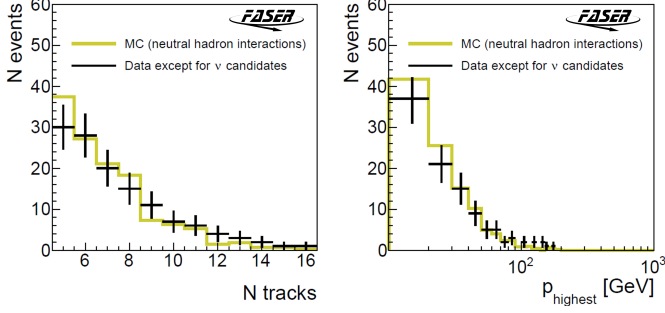 FASER
MC (neutral hadron interactions)
Data except for ν candidates
N events
60
50
40
30
20
10
0
6 8 10 12 14 16
N tracks
FASER
MC (neutral hadron interactions)
Data except for ν candidates
N events
60
50
40
30
20
10
0
10² 10³
p highest [GeV]